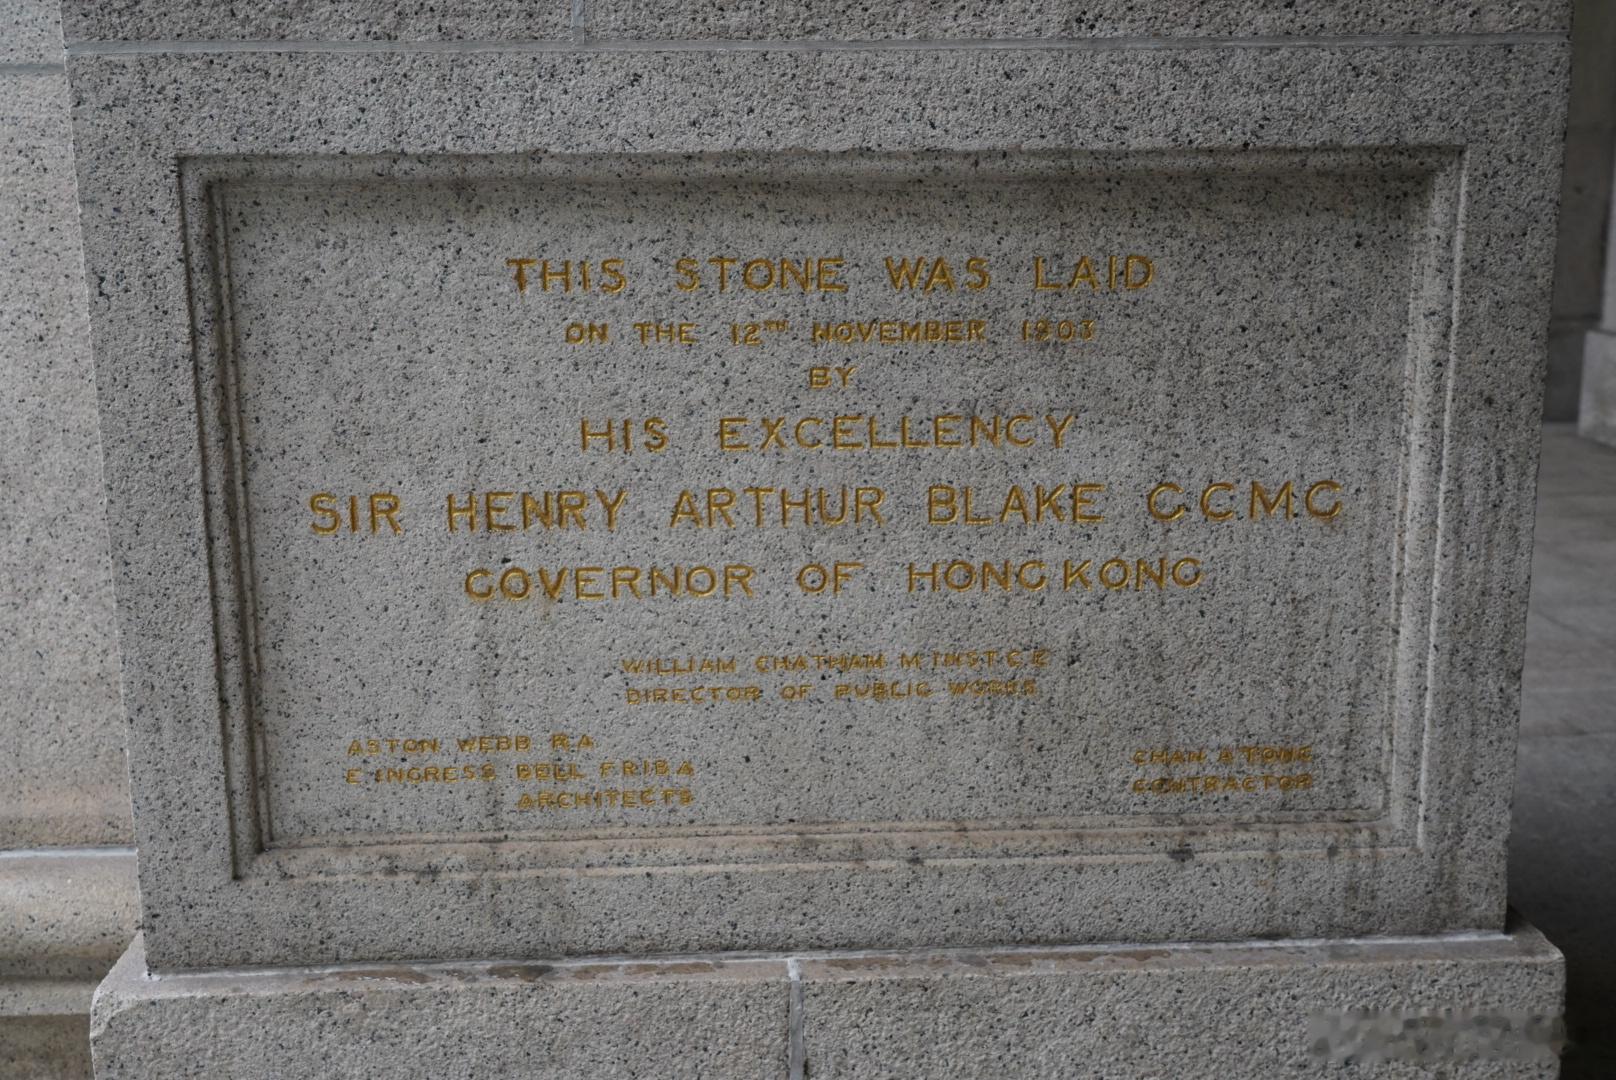 THIS STONE WAS LAID
ON THE 12TH NOVEMBER 1903
BY
HIS EXCELLENCY
SIR HENRY ARTHUR BLAKE GCMG
GOVERNOR OF HONGKONG
WILLIAM CHATHAM M INST.C.E
DIRECTOR OF PUBLIC WORKS
ASTON WEBB R.A
E INGRESS BELL F R I B A
ARCHITECTS
CHAN A TONG
CONTRACTOR